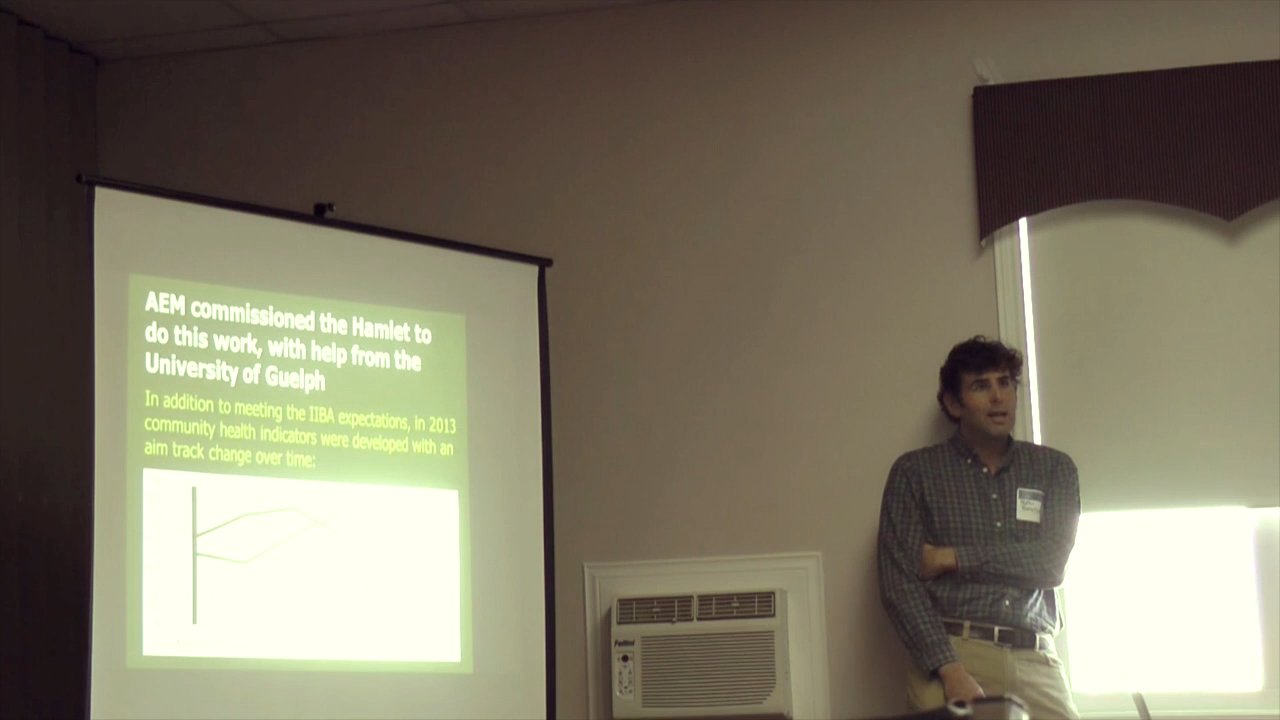 AEM commissioned the Hamlet to
do this work, with help from the
University of Guelph
In addition to meeting the IIBA expectations, in 2013
community health indicators were developed with an
aim track change over time: